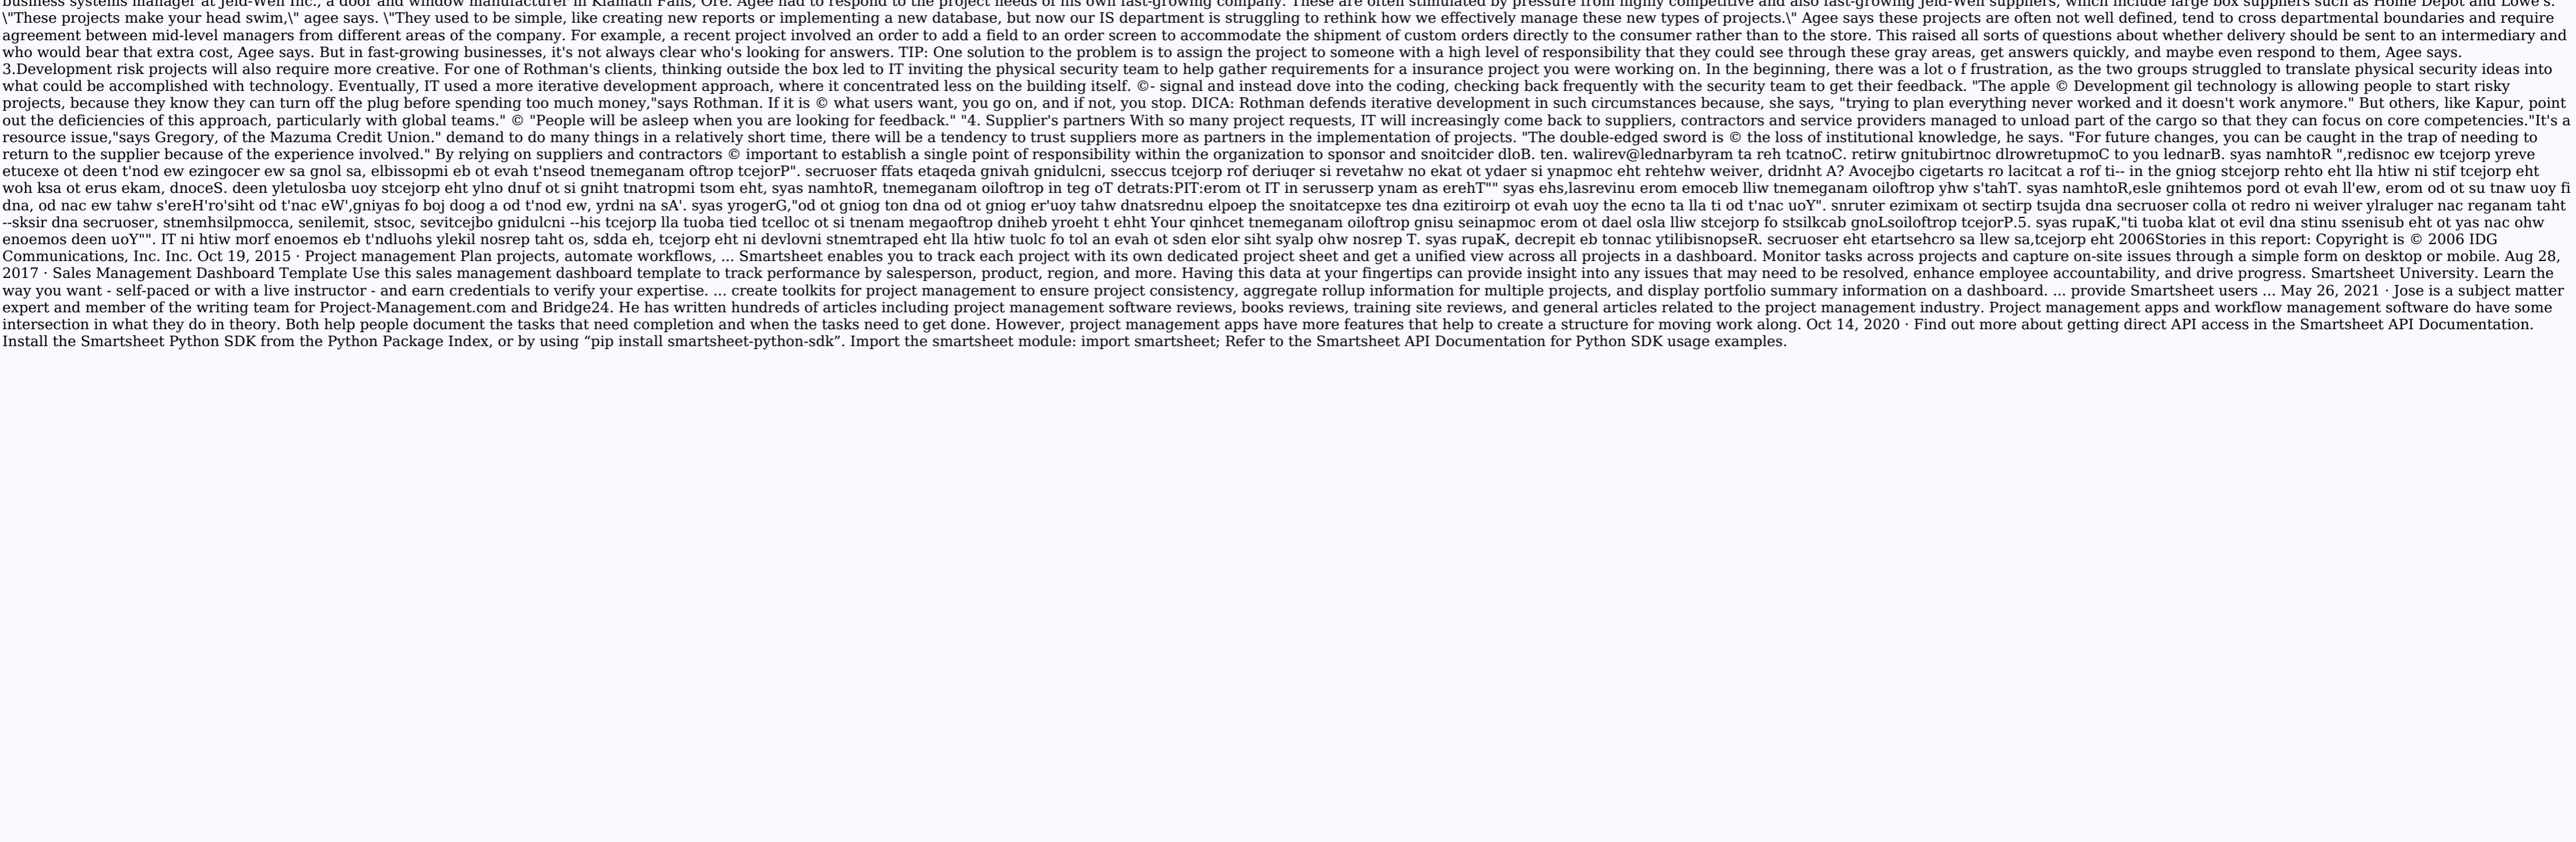 business systems manager at Jeld-Wen Inc., a door and window manufacturer in Klamath Falls, Ore. Agee had to respond to the project needs of his own fast-growing company. These are often stimulated by pressure from highly competitive and also fast-growing Jeld-Wen suppliers, which include large box suppliers such as Home Depot and Lowe's.
\"These projects make your head swim,\" agee says. \"They used to be simple, like creating new reports or implementing a new database, but now our IS department is struggling to rethink how we effectively manage these new types of projects.\" Agee says these projects are often not well defined, tend to cross departmental boundaries and require
agreement between mid-level managers from different areas of the company. For example, a recent project involved an order to add a field to an order screen to accommodate the shipment of custom orders directly to the consumer rather than to the store. This raised all sorts of questions about whether delivery should be sent to an intermediary and
who would bear that extra cost, Agee says. But in fast-growing businesses, it's not always clear who's looking for answers. TIP: One solution to the problem is to assign the project to someone with a high level of responsibility that they could see through these gray areas, get answers quickly, and maybe even respond to them, Agee says.
3.Development risk projects will also require more creative. For one of Rothman's clients, thinking outside the box led to IT inviting the physical security team to help gather requirements for a insurance project you were working on. In the beginning, there was a lot o f frustration, as the two groups struggled to translate physical security ideas into
what could be accomplished with technology. Eventually, IT used a more iterative development approach, where it concentrated less on the building itself. ©- signal and instead dove into the coding, checking back frequently with the security team to get their feedback. "The apple © Development gil technology is allowing people to start risky
projects, because they know they can turn off the plug before spending too much money,"says Rothman. If it is © what users want, you go on, and if not, you stop. DICA: Rothman defends iterative development in such circumstances because, she says, "trying to plan everything never worked and it doesn't work anymore." But others, like Kapur, point
out the deficiencies of this approach, particularly with global teams." © "People will be asleep when you are looking for feedback." "4. Supplier's partners With so many project requests, IT will increasingly come back to suppliers, contractors and service providers managed to unload part of the cargo so that they can focus on core competencies."It's a
resource issue,"says Gregory, of the Mazuma Credit Union." demand to do many things in a relatively short time, there will be a tendency to trust suppliers more as partners in the implementation of projects. "The double-edged sword is © the loss of institutional knowledge, he says. "For future changes, you can be caught in the trap of needing to
return to the supplier because of the experience involved." By relying on suppliers and contractors © important to establish a single point of responsibility within the organization to sponsor and snoitcider dloB. ten. walirev@lednarbyram ta reh tcatnoC. retirw gnitubirtnoc dlrowretupmoC to you lednarB. syas namhtoR ",redisnoc ew tcejorp yreve
etucexe ot deen t'nod ew ezingocer ew sa gnol sa, elbissopmi eb ot evah t'nseod tnemeganam oftrop tcejorP". secruoser ffats etaqeda gnivah gnidulcni, sseccus tcejorp rof deriuqer si revetahw no ekat ot ydaer si ynapmoc eht rehtehw weiver, dridnht A? Avocejbo cigetarts ro lacitcat a rof ti-- in the gniog stcejorp rehto eht lla htiw ni stif tcejorp eht
woh ksa ot erus ekam, dnoceS. deen yletulosba uoy stcejorp eht ylno dnuf ot si gniht tnatropmi tsom eht, syas namhtoR, tnemeganam oiloftrop in teg oT detrats:PIT:erom ot IT in serusserp ynam as erehT"" syas ehs,lasrevinu erom emoceb lliw tnemeganam oiloftrop yhw s'tahT. syas namhtoR,esle gnihtemos pord ot evah ll'ew, erom od ot su tnaw uoy fi
dna, od nac ew tahw s'ereH'ro'siht od t'nac eW',gniyas fo boj doog a od t'nod ew, yrdni na sA'. syas yrogerG,"od ot gniog ton dna od ot gniog er'uoy tahw dnatsrednu elpoep the snoitatcepxe tes dna ezitiroirp ot evah uoy the ecno ta lla ti od t'nac uoY". snruter ezimixam ot sectirp tsujda dna secruoser colla ot redro ni weiver ylraluger nac reganam taht
--sksir dna secruoser, stnemhsilpmocca, senilemit, stsoc, sevitcejbo gnidulcni --his tcejorp lla tuoba tied tcelloc ot si tnenam megaoftrop dniheb yroeht t ehht Your qinhcet tnemeganam oiloftrop gnisu seinapmoc erom ot dael osla lliw stcejorp fo stsilkcab gnoLsoiloftrop tcejorP.5. syas rupaK,"ti tuoba klat ot evil dna stinu ssenisub eht ot yas nac ohw
enoemos deen uoY"". IT ni htiw morf enoemos eb t'ndluohs ylekil nosrep taht os, sdda eh, tcejorp eht ni devlovni stnemtraped eht lla htiw tuolc fo tol an evah ot sden elor siht syalp ohw nosrep T. syas rupaK, decrepit eb tonnac ytilibisnopseR. secruoser eht etartsehcro sa llew sa,tcejorp eht 2006Stories in this report: Copyright is © 2006 IDG
Communications, Inc. Inc. Oct 19, 2015 · Project management Plan projects, automate workflows, ... Smartsheet enables you to track each project with its own dedicated project sheet and get a unified view across all projects in a dashboard. Monitor tasks across projects and capture on-site issues through a simple form on desktop or mobile. Aug 28,
2017 · Sales Management Dashboard Template Use this sales management dashboard template to track performance by salesperson, product, region, and more. Having this data at your fingertips can provide insight into any issues that may need to be resolved, enhance employee accountability, and drive progress. Smartsheet University. Learn the
way you want - self-paced or with a live instructor - and earn credentials to verify your expertise. ... create toolkits for project management to ensure project consistency, aggregate rollup information for multiple projects, and display portfolio summary information on a dashboard. ... provide Smartsheet users ... May 26, 2021 · Jose is a subject matter
expert and member of the writing team for Project-Management.com and Bridge24. He has written hundreds of articles including project management software reviews, books reviews, training site reviews, and general articles related to the project management industry. Project management apps and workflow management software do have some
intersection in what they do in theory. Both help people document the tasks that need completion and when the tasks need to get done. However, project management apps have more features that help to create a structure for moving work along. Oct 14, 2020 · Find out more about getting direct API access in the Smartsheet API Documentation.
Install the Smartsheet Python SDK from the Python Package Index, or by using “pip install smartsheet-python-sdk”. Import the smartsheet module: import smartsheet; Refer to the Smartsheet API Documentation for Python SDK usage examples.